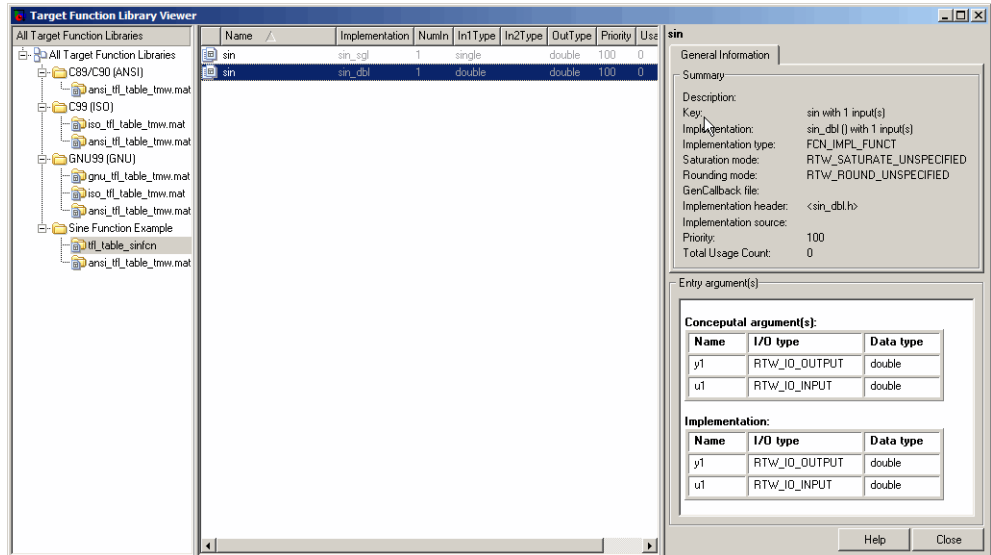 Target Function Library Viewer
All Target Function Libraries
All Target Function Libraries
C89/C90 (ANSI)
ansi_tfl_table_tmw.mat
C99 (ISO)
iso_tfl_table_tmw.mat
ansi_tfl_table_tmw.mat
GNU99 (GNU)
gnu_tfl_table_tmw.mat
iso_tfl_table_tmw.mat
ansi_tfl_table_tmw.mat
Sine Function Example
tfl_table_sinfcn
ansi_tfl_table_tmw.mat
Name Implementation NumIn In1Type In2Type OutType Priority Usa
sin sin_sgl 1 single double 100 0
sin sin_dbl 1 double double 100 0
sin
General Information
Summary
Description:
Key: sin with 1 input(s)
Implementation: sin_dbl () with 1 input(s)
Implementation type: FCN_IMPL_FUNCT
Saturation mode: RTW_SATURATE_UNSPECIFIED
Rounding mode: RTW_ROUND_UNSPECIFIED
GenCallback file:
Implementation header: <sin_dbl.h>
Implementation source:
Priority: 100
Total Usage Count: 0
Entry argument(s)
Conceputal argument(s):
Name I/O type Data type
y1 RTW_IO_OUTPUT double
u1 RTW_IO_INPUT double
Implementation:
Name I/O type Data type
y1 RTW_IO_OUTPUT double
u1 RTW_IO_INPUT double
Help Close